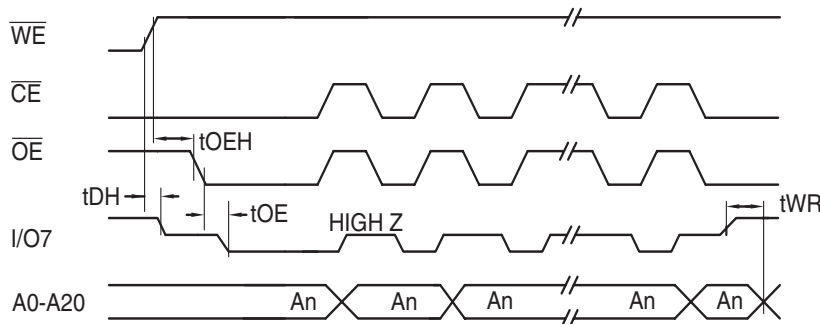 WE
CE
OE
tOEH
tDH
tOE
tWR
I/O7
HIGH Z
A0-A20
An An An An An